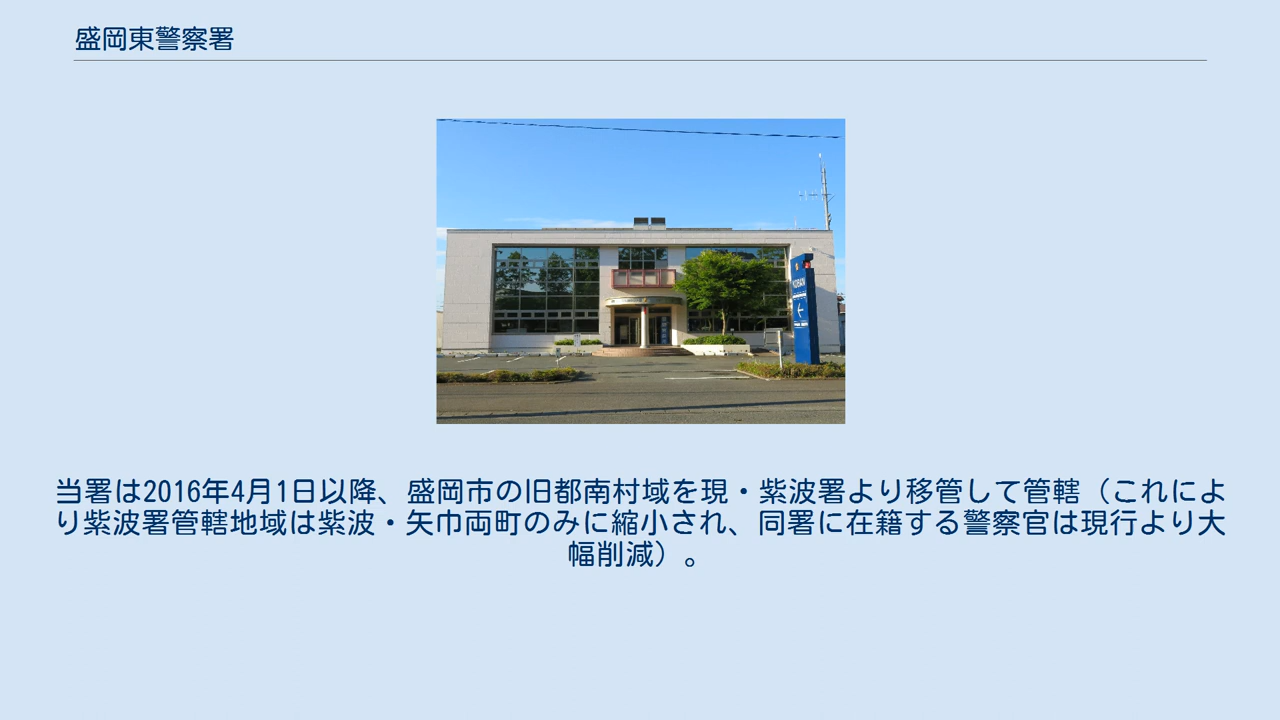 盛岡東警察署
KOBAN
当署は2016年4月1日以降、盛岡市の旧都南村域を現・紫波署より移管して管轄（これによ
り紫波署管轄地域は紫波・矢巾両町のみに縮小され、同署に在籍する警察官は現行より大
幅削減）。